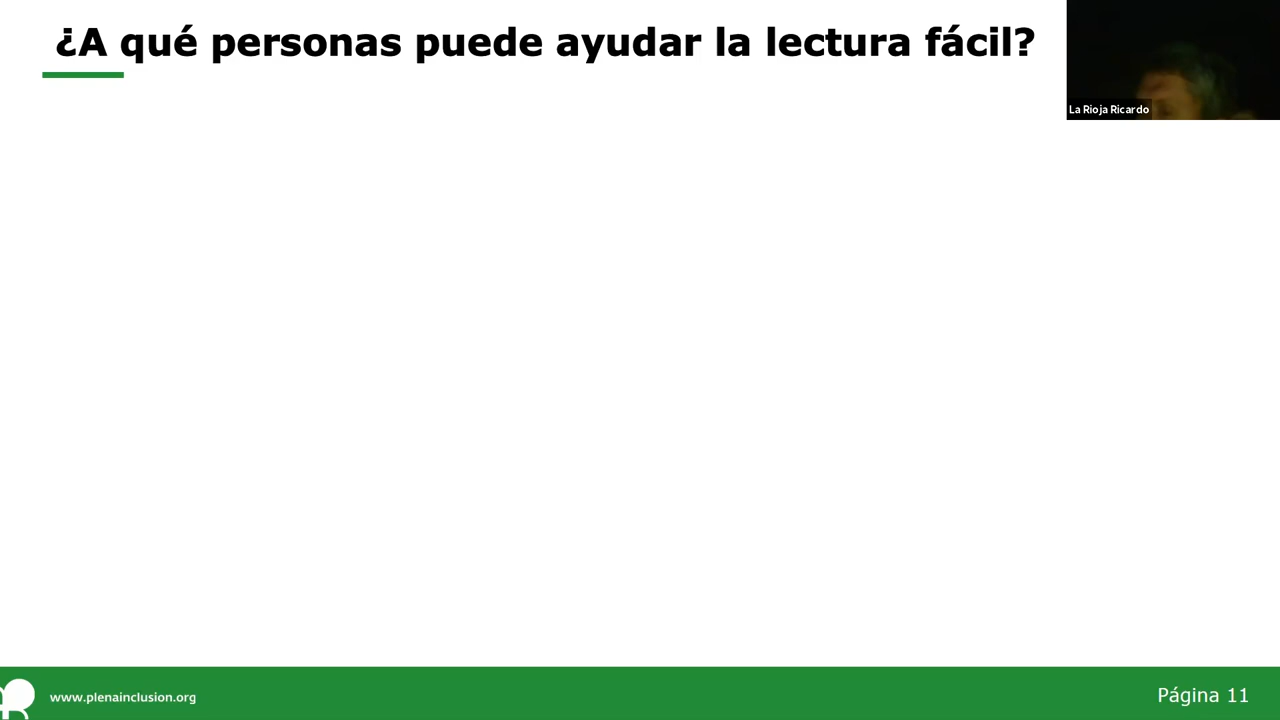 ¿A qué personas puede ayudar la lectura fácil?
La Rioja Ricardo
www.plenainclusion.org
Página 11